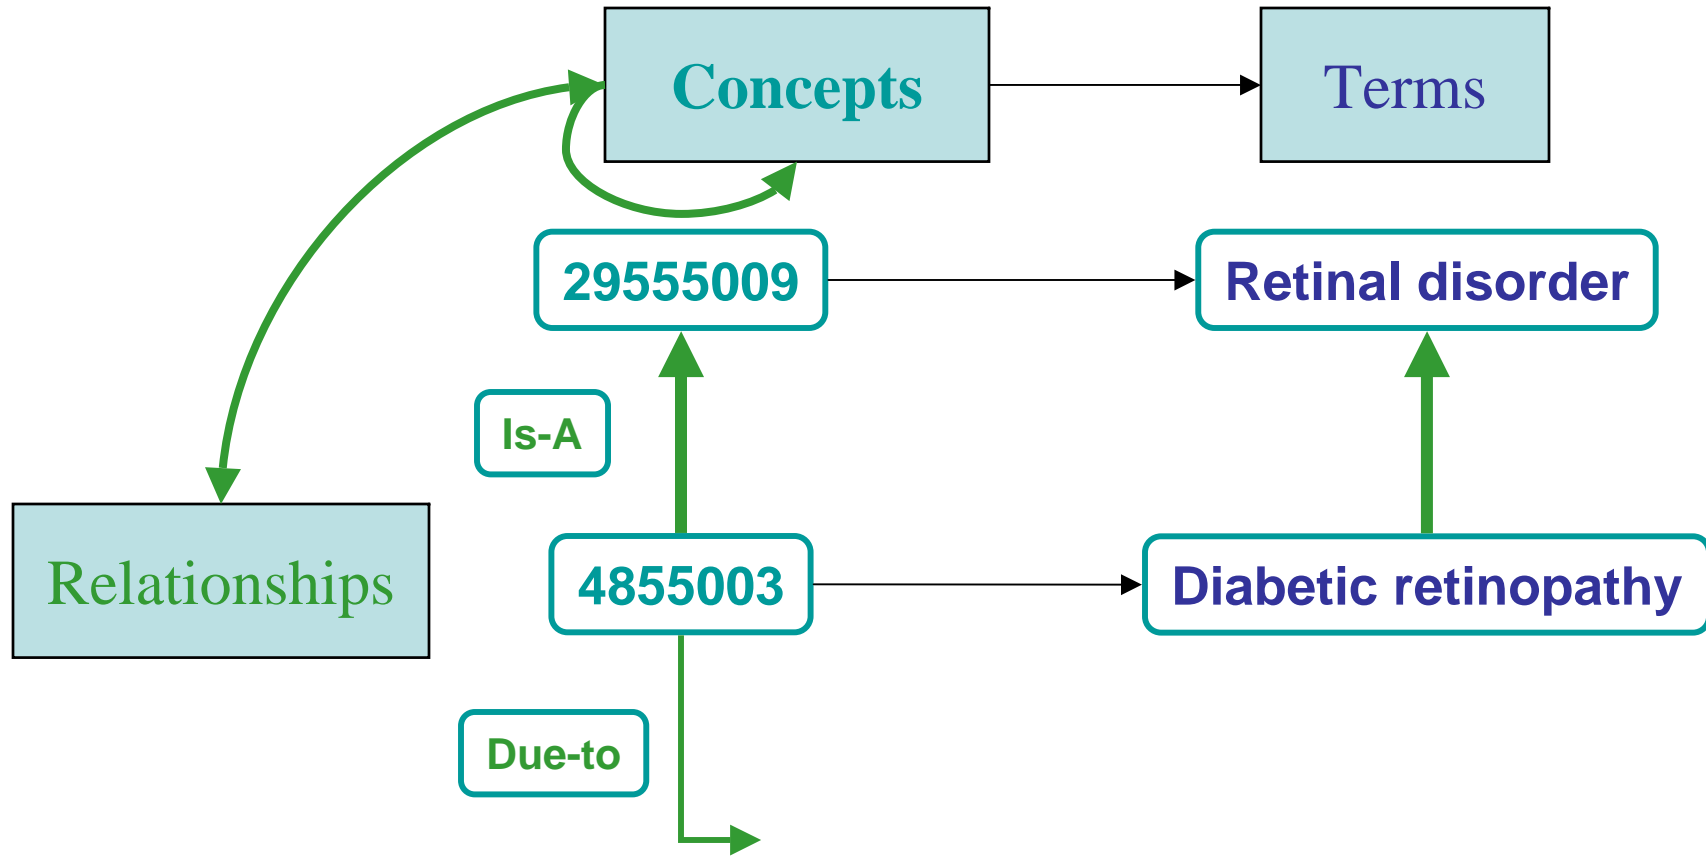 Concepts
Terms
29555009
Retinal disorder
Is-A
Relationships
4855003
Diabetic retinopathy
Due-to